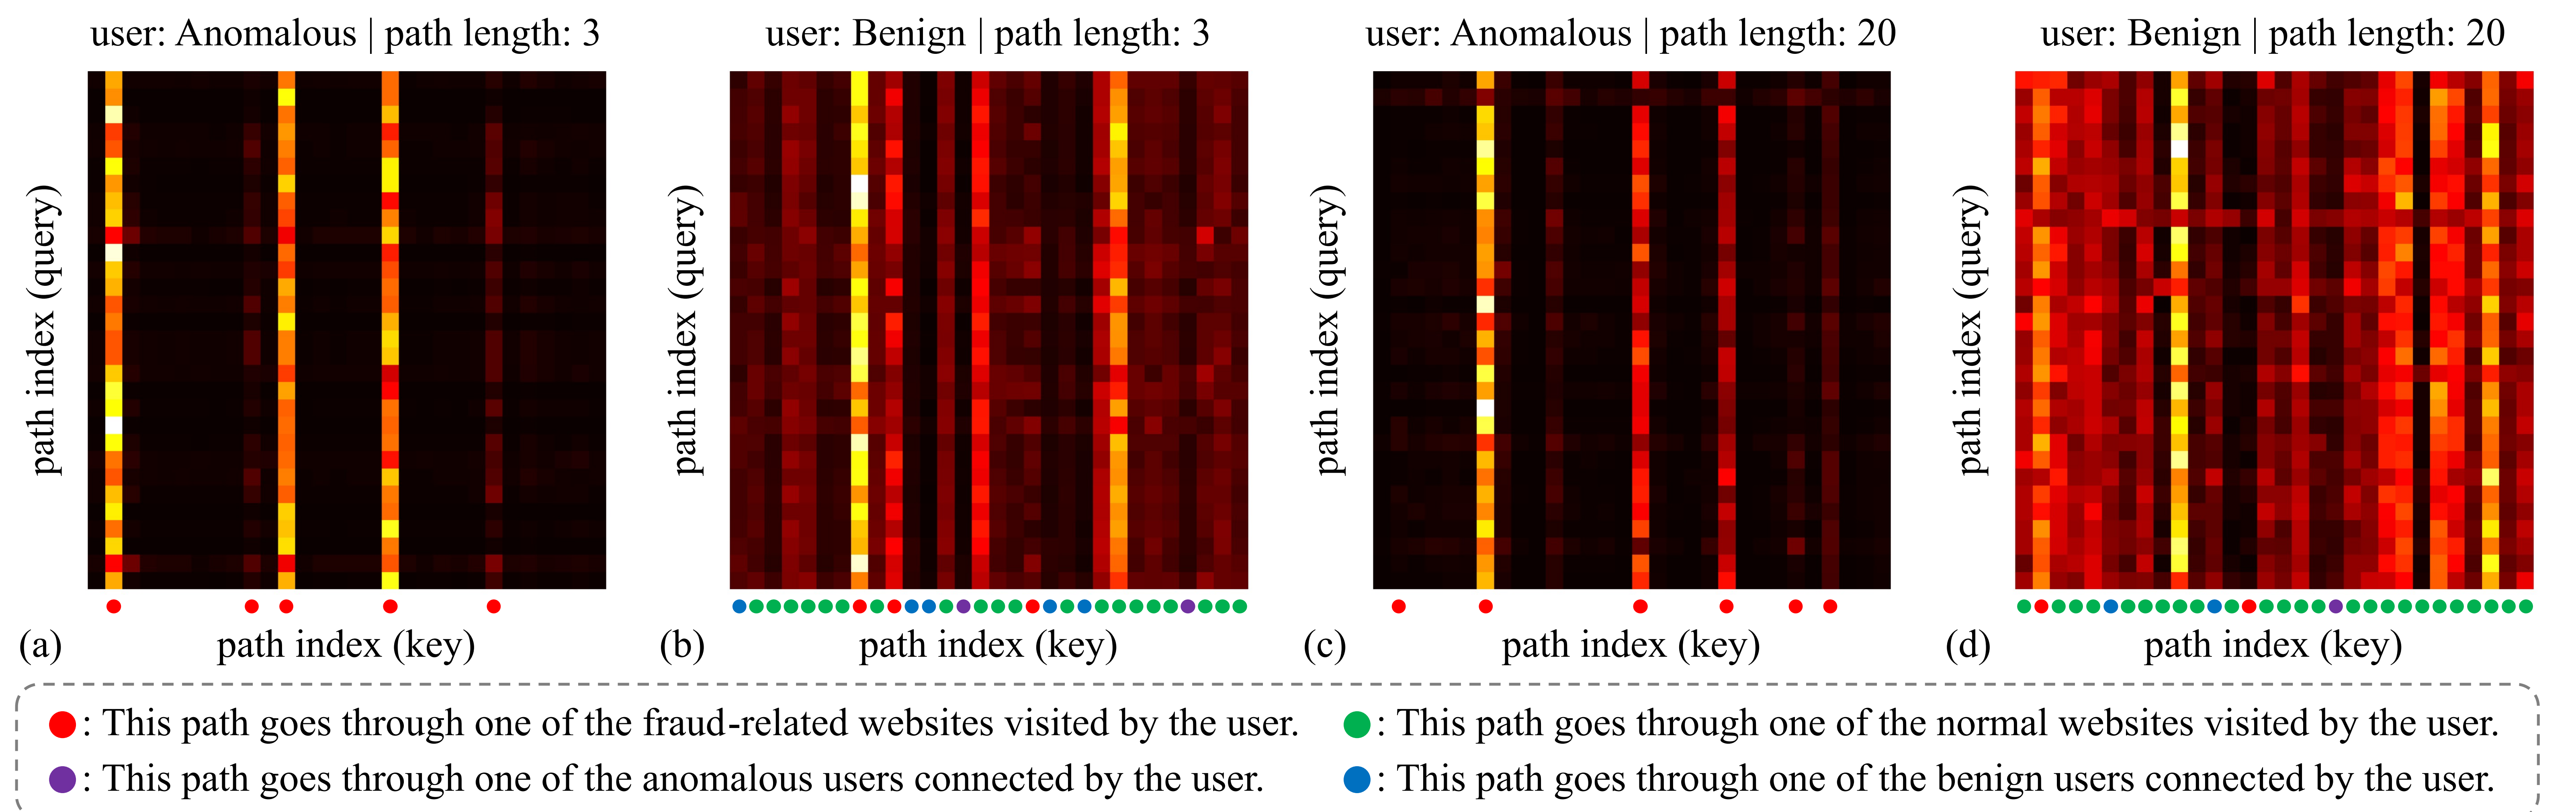 user: Anomalous | path length: 3
user: Benign | path length: 3
user: Anomalous | path length: 20
user: Benign | path length: 20
path index (query)
path index (query)
path index (query)
path index (query)
(a)
path index (key)
(b)
path index (key)
(c)
path index (key)
(d)
path index (key)
: This path goes through one of the fraud-related websites visited by the user.
: This path goes through one of the normal websites visited by the user.
: This path goes through one of the anomalous users connected by the user.
: This path goes through one of the benign users connected by the user.